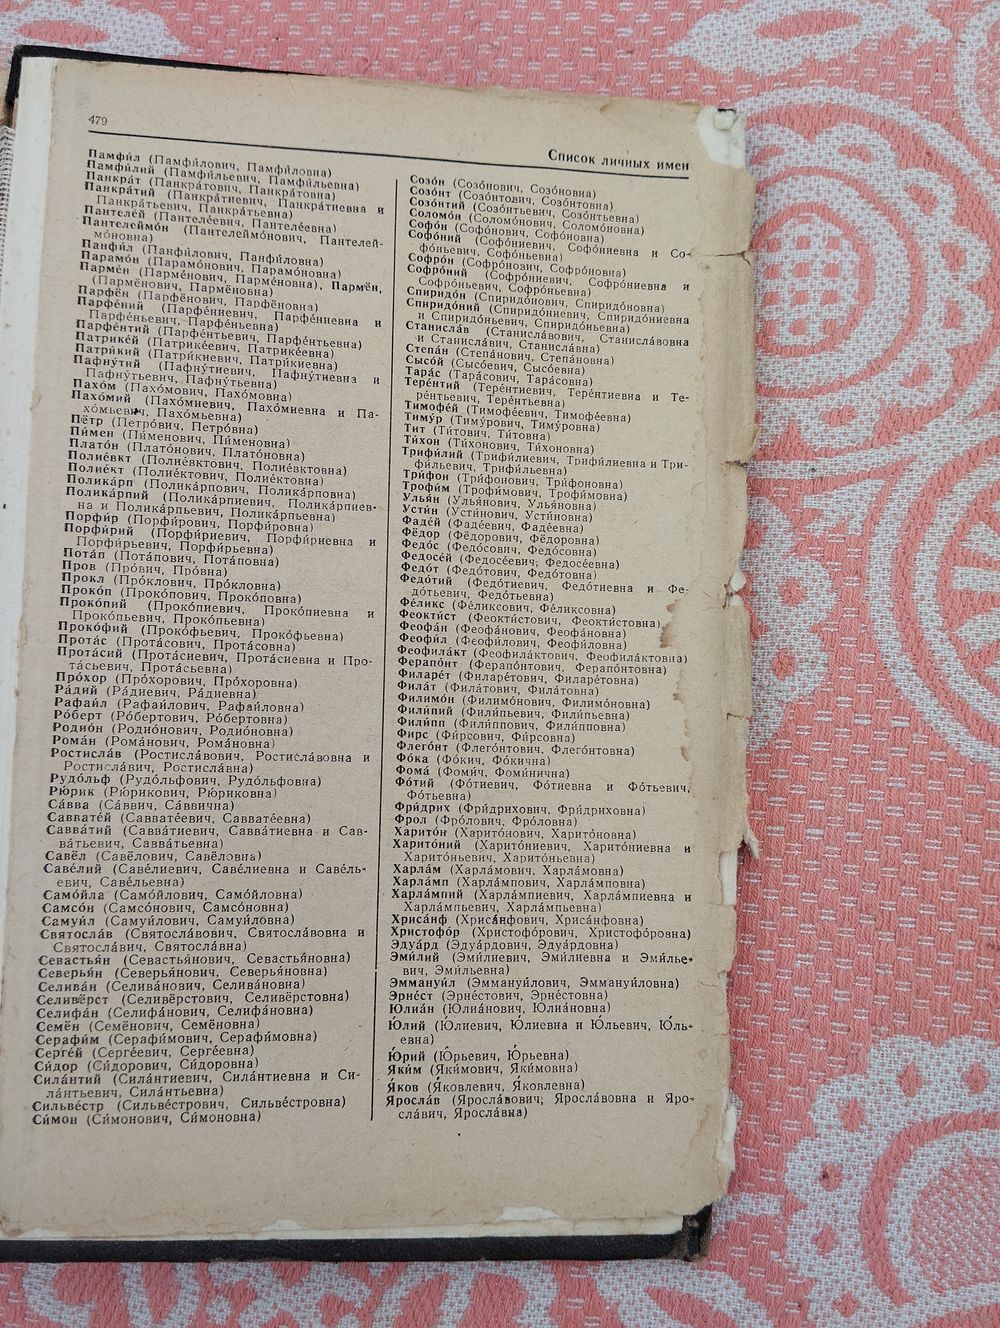 479
Список личных имен
Памфи́л (Памфи́лович, Памфи́ловна)
Памфи́лий (Памфи́льевич, Памфи́льевна)
Панкра́т (Панкра́тович, Панкра́товна)
Панкра́тий (Панкра́тиевич, Панкра́тиевна и
Панкра́тьевич, Панкра́тьевна)
Пантеле́й (Пантеле́евич, Пантеле́евна)
Пантелеймо́н (Пантелеймо́нович, Пантелей-
мо́новна)
Панфи́л (Панфи́лович, Панфи́ловна)
Парамо́н (Парамо́нович, Парамо́новна)
Парме́н (Парме́нович, Парме́новна), Парме́н,
(Парме́нович, Парме́новна)
Парфён (Парфёнович, Парфёновна)
Парфе́ний (Парфе́ниевич, Парфе́ниевна и
Парфе́ньевич, Парфе́ньевна)
Парфе́нтий (Парфе́нтьевич, Парфе́нтьевна)
Патрике́й (Патрике́евич, Патрике́евна)
Патри́кий (Патри́киевич, Патри́киевна)
Пафну́тий (Пафну́тиевич, Пафну́тиевна и
Пафну́тьевич, Пафну́тьевна)
Пахо́м (Пахо́мович, Пахо́мовна)
Пахо́мий (Пахо́миевич, Пахо́миевна и Па-
хо́мьевич, Пахо́мьевна)
Пётр (Петро́вич, Петро́вна)
Пи́мен (Пи́менович, Пи́меновна)
Плато́н (Плато́нович, Плато́новна)
Полие́вкт (Полие́вктович, Полие́вктовна)
Полие́кт (Полие́ктович, Полие́ктовна)
Полика́рп (Полика́рпович, Полика́рповна)
Полика́рпий (Полика́рпиевич, Полика́рпиев-
на и Полика́рпьевич, Полика́рпьевна)
Порфи́р (Порфи́рович, Порфи́ровна)
Порфи́рий (Порфи́риевич, Порфи́риевна и
Порфи́рьевич, Порфи́рьевна)
Пота́п (Пота́пович, Пота́повна)
Пров (Про́вич, Про́вна)
Прокл (Про́клович, Про́кловна)
Проко́п (Проко́пович, Проко́повна)
Проко́пий (Проко́пиевич, Проко́пиевна и
Проко́пьевич, Проко́пьевна)
Проко́фий (Проко́фьевич, Проко́фьевна)
Прота́с (Прота́сович, Прота́совна)
Прота́сий (Прота́сиевич, Прота́сиевна и Про-
та́сьевич, Прота́сьевна)
Про́хор (Про́хорович, Про́хоровна)
Ра́дий (Ра́диевич, Ра́диевна)
Рафаи́л (Рафаи́лович, Рафаи́ловна)
Ро́берт (Ро́бертович, Ро́бертовна)
Родио́н (Родио́нович, Родио́новна)
Рома́н (Рома́нович, Рома́новна)
Ростисла́в (Ростисла́вович, Ростисла́вовна и
Ростисла́вич, Ростисла́вна)
Рудо́льф (Рудо́льфович, Рудо́льфовна)
Рю́рик (Рю́рикович, Рю́риковна)
Са́вва (Са́ввич, Са́ввична)
Савва́тей (Савватéевич, Савватéевна)
Савва́тий (Савва́тиевич, Савва́тиевна и Сав-
ва́тьевич, Савва́тьевна)
Савёл (Савёлович, Савёловна)
Саве́лий (Саве́лиевич, Саве́лиевна и Саве́ль-
евич, Саве́льевна)
Само́йла (Само́йлович, Само́йловна)
Самсо́н (Самсо́нович, Самсо́новна)
Самуи́л (Самуи́лович, Самуи́ловна)
Святосла́в (Святосла́вович, Святосла́вовна и
Святосла́вич, Святосла́вна)
Севастья́н (Севастья́нович, Севастья́новна)
Северья́н (Северья́нович, Северья́новна)
Селива́н (Селива́нович, Селива́новна)
Селивёрст (Селивёрстович, Селивёрстовна)
Селифа́н (Селифа́нович, Селифа́новна)
Семён (Семёнович, Семёновна)
Серафи́м (Серафи́мович, Серафи́мовна)
Серге́й (Серге́евич, Серге́евна)
Си́дор (Си́дорович, Си́доровна)
Сила́нтий (Сила́нтиевич, Сила́нтиевна и Си-
ла́нтьевич, Сила́нтьевна)
Сильве́стр (Сильве́строви​ч, Сильве́стровна)
Си́мон (Си́монович, Си́моновна)
Созо́н (Созо́нович, Созо́новна)
Созо́нт (Созо́нтович, Созо́нтовна)
Созо́нтий (Созо́нтьевич, Созо́нтьевна)
Соломо́н (Соломо́нович, Соломо́новна)
Софо́н (Софо́нович, Софо́новна)
Софо́ний (Софо́ниевич, Софо́ниевна и Со-
фо́ньевич, Софо́ньевна)
Софро́н (Софро́нович, Софро́новна)
Софро́ний (Софро́ниевич, Софро́ниевна и
Софро́ньевич, Софро́ньевна)
Спиридо́н (Спиридо́нович, Спиридо́новна)
Спиридо́ний (Спиридо́ниевич, Спиридо́ниевна
и Спиридо́ньевич, Спиридо́ньевна)
Станисла́в (Станисла́вович, Станисла́вовна
и Станисла́вич, Станисла́вна)
Степа́н (Степа́нович, Степа́новна)
Сысо́й (Сысо́евич, Сысо́евна)
Тара́с (Тара́сович, Тара́совна)
Тере́нтий (Тере́нтиевич, Тере́нтиевна и Те-
ре́нтьевич, Тере́нтьевна)
Тимофе́й (Тимофе́евич, Тимофе́евна)
Тиму́р (Тиму́рович, Тиму́ровна)
Тит (Ти́тович, Ти́товна)
Ти́хон (Ти́хонович, Ти́хоновна)
Трифи́лий (Трифи́лиевич, Трифи́лиевна и Три-
фи́льевич, Трифи́льевна)
Три́фон (Три́фонович, Три́фоновна)
Трофи́м (Трофи́мович, Трофи́мовна)
Улья́н (Улья́нович, Улья́новна)
Усти́н (Усти́нович, Усти́новна)
Фаде́й (Фаде́евич, Фаде́евна)
Фёдор (Фёдорович, Фёдоровна)
Федо́с (Федо́сович, Федо́совна)
Федосе́й (Федосе́евич, Федосе́евна)
Федо́т (Федо́тович, Федо́товна)
Федо́тий (Федо́тиевич, Федо́тиевна и Фе-
до́тьевич, Федо́тьевна)
Фе́ликс (Фе́ликсович, Фе́ликсовна)
Феокти́ст (Феокти́стович, Феокти́стовна)
Феофа́н (Феофа́нович, Феофа́новна)
Феофи́л (Феофи́лович, Феофи́ловна)
Феофила́кт (Феофила́ктович, Феофила́ктовна)
Ферапо́нт (Ферапо́нтович, Ферапо́нтовна)
Филаре́т (Филаре́тович, Филаре́товна)
Фила́т (Фила́тович, Фила́товна)
Филимо́н (Филимо́нович, Филимо́новна)
Фили́пий (Фили́пьевич, Фили́пьевна)
Фили́пп (Фили́ппович, Фили́пповна)
Фирс (Фи́рсович, Фи́рсовна)
Флего́нт (Флего́нтович, Флего́нтовна)
Фо́ка (Фо́кич, Фо́кична)
Фома́ (Фоми́ч, Фоми́нична)
Фо́тий (Фо́тиевич, Фо́тиевна и Фо́тьевич,
Фо́тьевна)
Фри́дрих (Фри́дрихович, Фри́дриховна)
Фрол (Фро́лович, Фро́ловна)
Харито́н (Харито́нович, Харито́новна)
Харито́ний (Харито́ниевич, Харито́ниевна и
Харито́ньевич, Харито́ньевна)
Харла́м (Харла́мович, Харла́мовна)
Харла́мп (Харла́мпович, Харла́мповна)
Харла́мпий (Харла́мпиевич, Харла́мпиевна и
Харла́мпьевич, Харла́мпьевна)
Хриса́нф (Хриса́нфович, Хриса́нфовна)
Христофо́р (Христофо́рович, Христофо́ровна)
Эдуа́рд (Эдуа́рдович, Эдуа́рдовна)
Эми́лий (Эми́лиевич, Эми́лиевна и Эми́лье-
вич, Эми́льевна)
Эммануи́л (Эммануи́лович, Эммануи́ловна)
Эрне́ст (Эрне́стович, Эрне́стовна)
Юлиа́н (Юлиа́нович, Юлиа́новна)
Ю́лий (Ю́лиевич, Ю́лиевна и Ю́льевич, Ю́ль-
евна)
Ю́рий (Ю́рьевич, Ю́рьевна)
Яки́м (Яки́мович, Яки́мовна)
Я́ков (Я́ковлевич, Я́ковлевна)
Яросла́в (Яросла́вович, Яросла́вовна и Яро-
сла́вич, Яросла́вна)